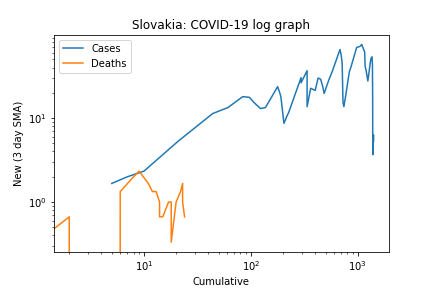 Slovakia: COVID-19 log graph
Cases
Deaths
New (3 day SMA)
10¹
10⁰
10¹
10²
10³
Cumulative